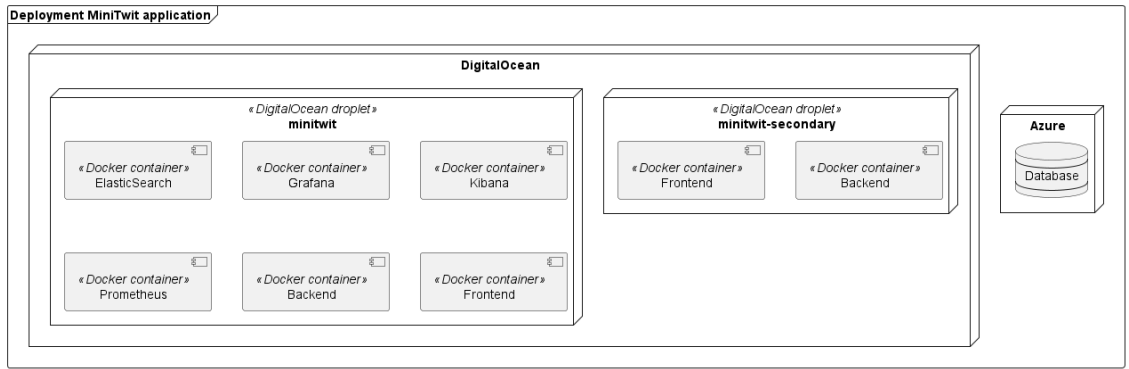 Deployment MiniTwit application
DigitalOcean
«DigitalOcean droplet»
minitwit
«Docker container»
ElasticSearch
«Docker container»
Grafana
«Docker container»
Kibana
«Docker container»
Prometheus
«Docker container»
Backend
«Docker container»
Frontend
«DigitalOcean droplet»
minitwit-secondary
«Docker container»
Frontend
«Docker container»
Backend
Azure
Database